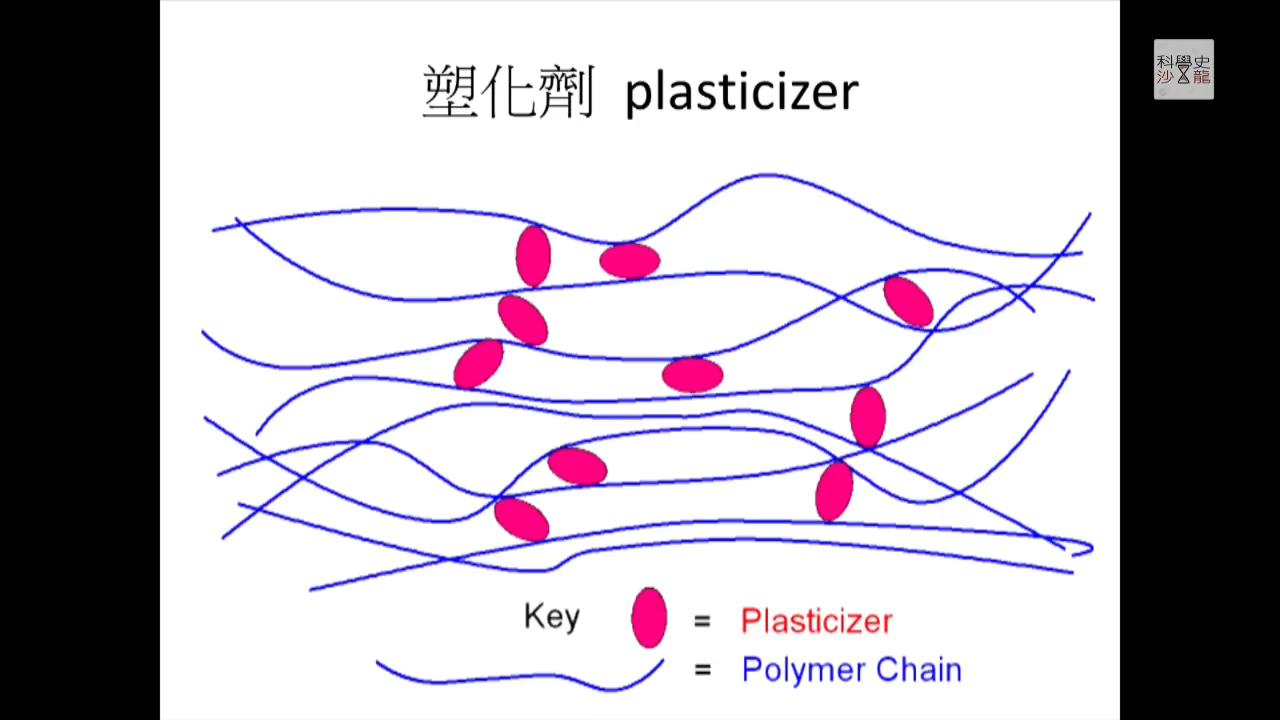 塑化劑 plasticizer
科學史
沙龍
Key = Plasticizer
= Polymer Chain